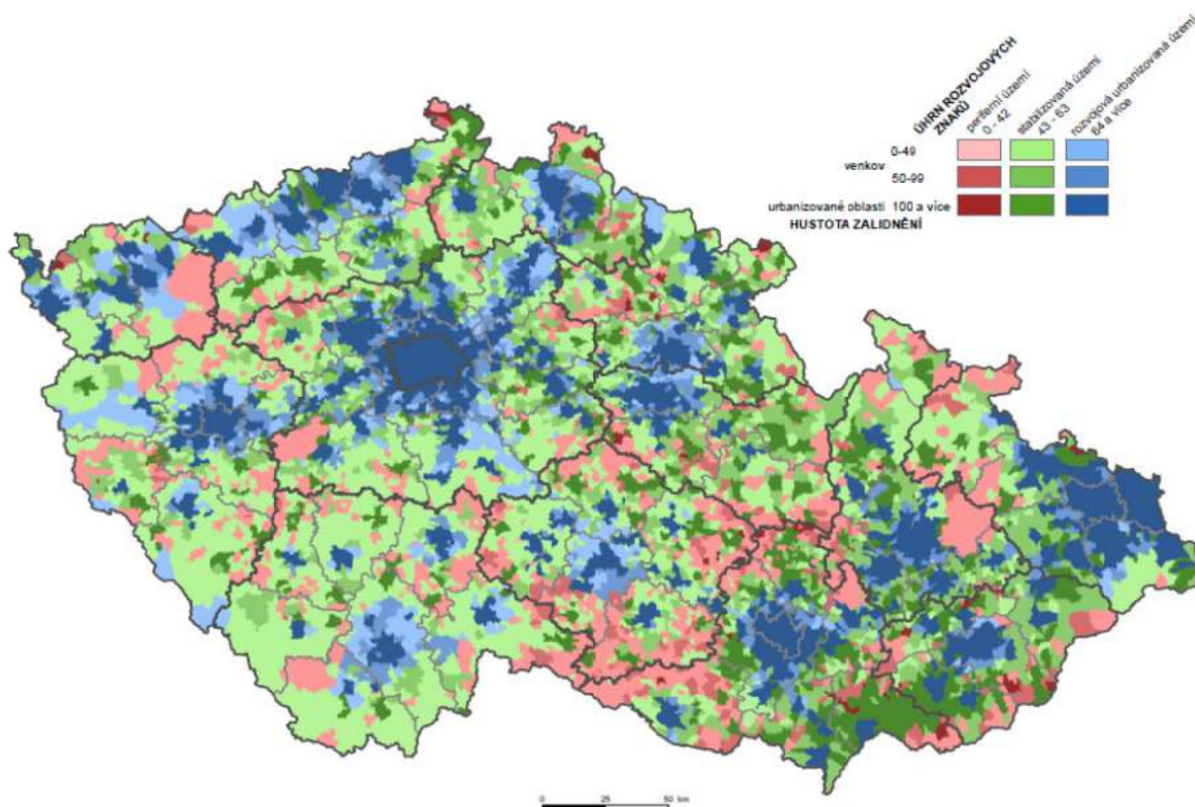 ÚHRN ROZVOJOVÝCH
ZNAKŮ
periferní území
0 - 42
stabilizovaná území
43 - 63
rozvojová urbanizovaná území
64 a více
0-49
venkov
50-99
urbanizované oblasti 100 a více
HUSTOTA ZALIDNĚNÍ
0 25 50 km